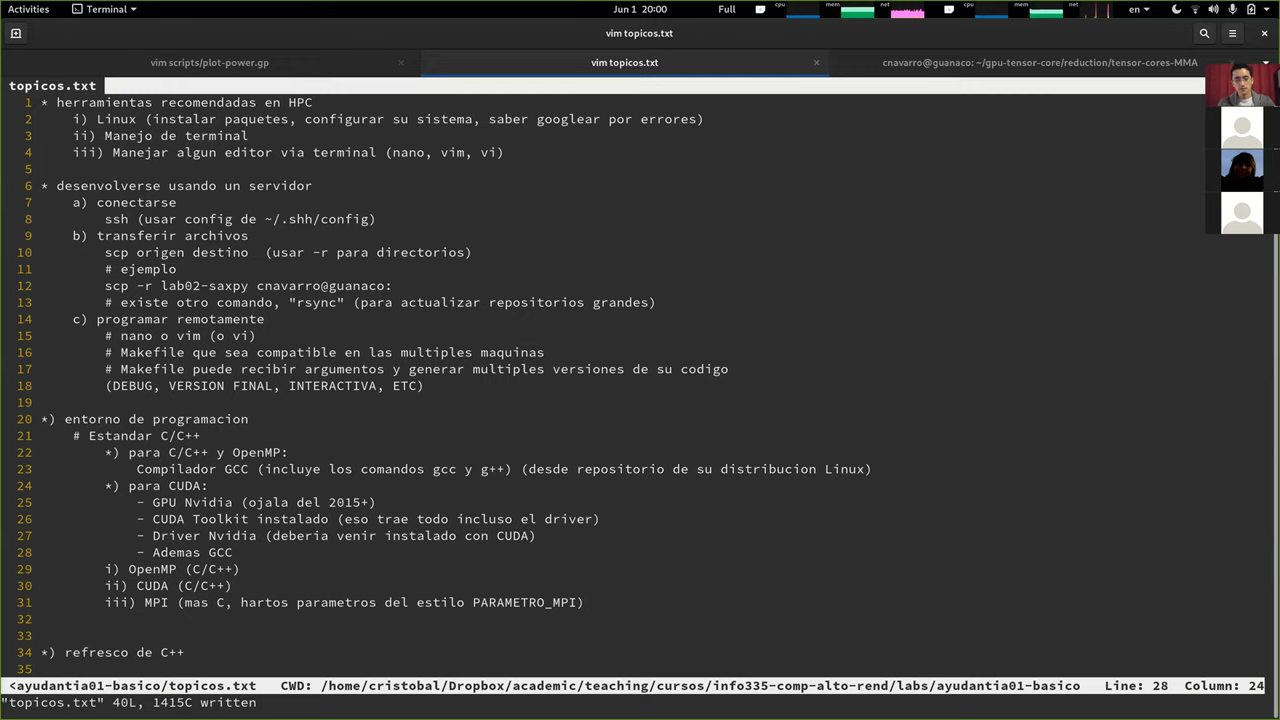 Activities Terminal Jun 1 20:00 Full cpu mem net cpu mem net en
vim topicos.txt
vim scripts/plot-power.gp × vim topicos.txt × cnavarro@guanaco: ~/gpu-tensor-core/reduction/tensor-cores-MMA
topicos.txt
1 * herramientas recomendadas en HPC
2 i) Linux (instalar paquetes, configurar su sistema, saber googlear por errores)
3 ii) Manejo de terminal
4 iii) Manejar algun editor via terminal (nano, vim, vi)
5
6 * desenvolverse usando un servidor
7 a) conectarse
8 ssh (usar config de ~/.shh/config)
9 b) transferir archivos
10 scp origen destino (usar -r para directorios)
11 # ejemplo
12 scp -r lab02-saxpy cnavarro@guanaco:
13 # existe otro comando, "rsync" (para actualizar repositorios grandes)
14 c) programar remotamente
15 # nano o vim (o vi)
16 # Makefile que sea compatible en las multiples maquinas
17 # Makefile puede recibir argumentos y generar multiples versiones de su codigo
18 (DEBUG, VERSION FINAL, INTERACTIVA, ETC)
19
20 *) entorno de programacion
21 # Estandar C/C++
22 *) para C/C++ y OpenMP:
23 Compilador GCC (incluye los comandos gcc y g++) (desde repositorio de su distribucion Linux)
24 *) para CUDA:
25 - GPU Nvidia (ojala del 2015+)
26 - CUDA Toolkit instalado (eso trae todo incluso el driver)
27 - Driver Nvidia (deberia venir instalado con CUDA)
28 - Ademas GCC
29 i) OpenMP (C/C++)
30 ii) CUDA (C/C++)
31 iii) MPI (mas C, hartos parametros del estilo PARAMETRO_MPI)
32
33
34 *) refresco de C++
35
<ayudantia01-basico/topicos.txt CWD: /home/cristobal/Dropbox/academic/teaching/cursos/info335-comp-alto-rend/labs/ayudantia01-basico Line: 28 Column: 24
"topicos.txt" 40L, 1415C written